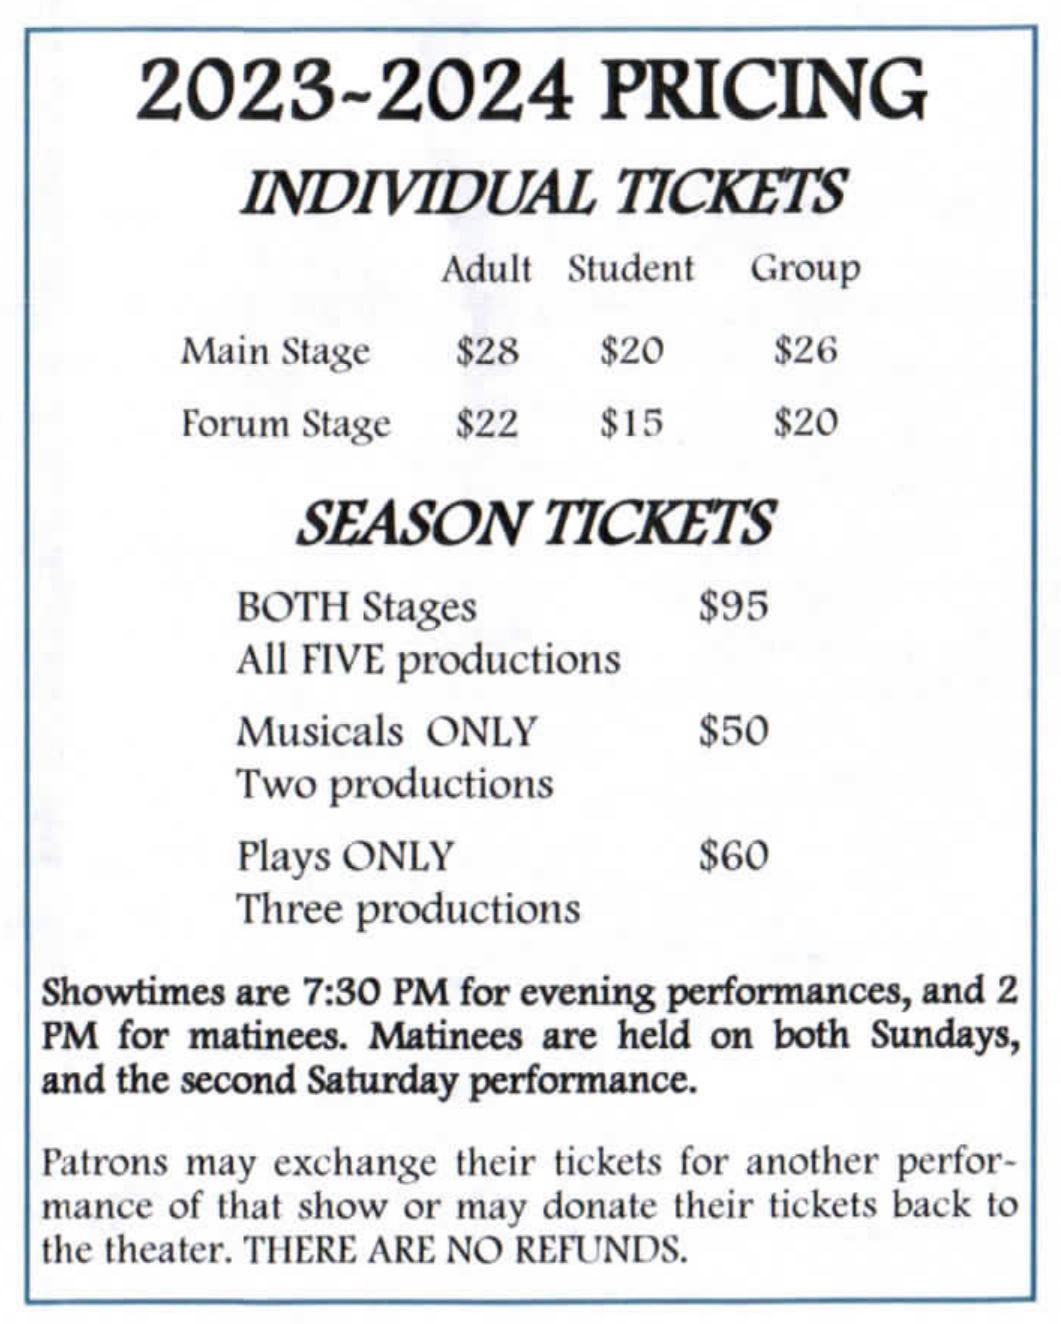 2023-2024 PRICING
INDIVIDUAL TICKETS
Adult Student Group
Main Stage $28 $20 $26
Forum Stage $22 $15 $20
SEASON TICKETS
BOTH Stages $95
All FIVE productions
Musicals ONLY $50
Two productions
Plays ONLY $60
Three productions
Showtimes are 7:30 PM for evening performances, and 2
PM for matinees. Matinees are held on both Sundays,
and the second Saturday performance.
Patrons may exchange their tickets for another perfor-
mance of that show or may donate their tickets back to
the theater. THERE ARE NO REFUNDS.